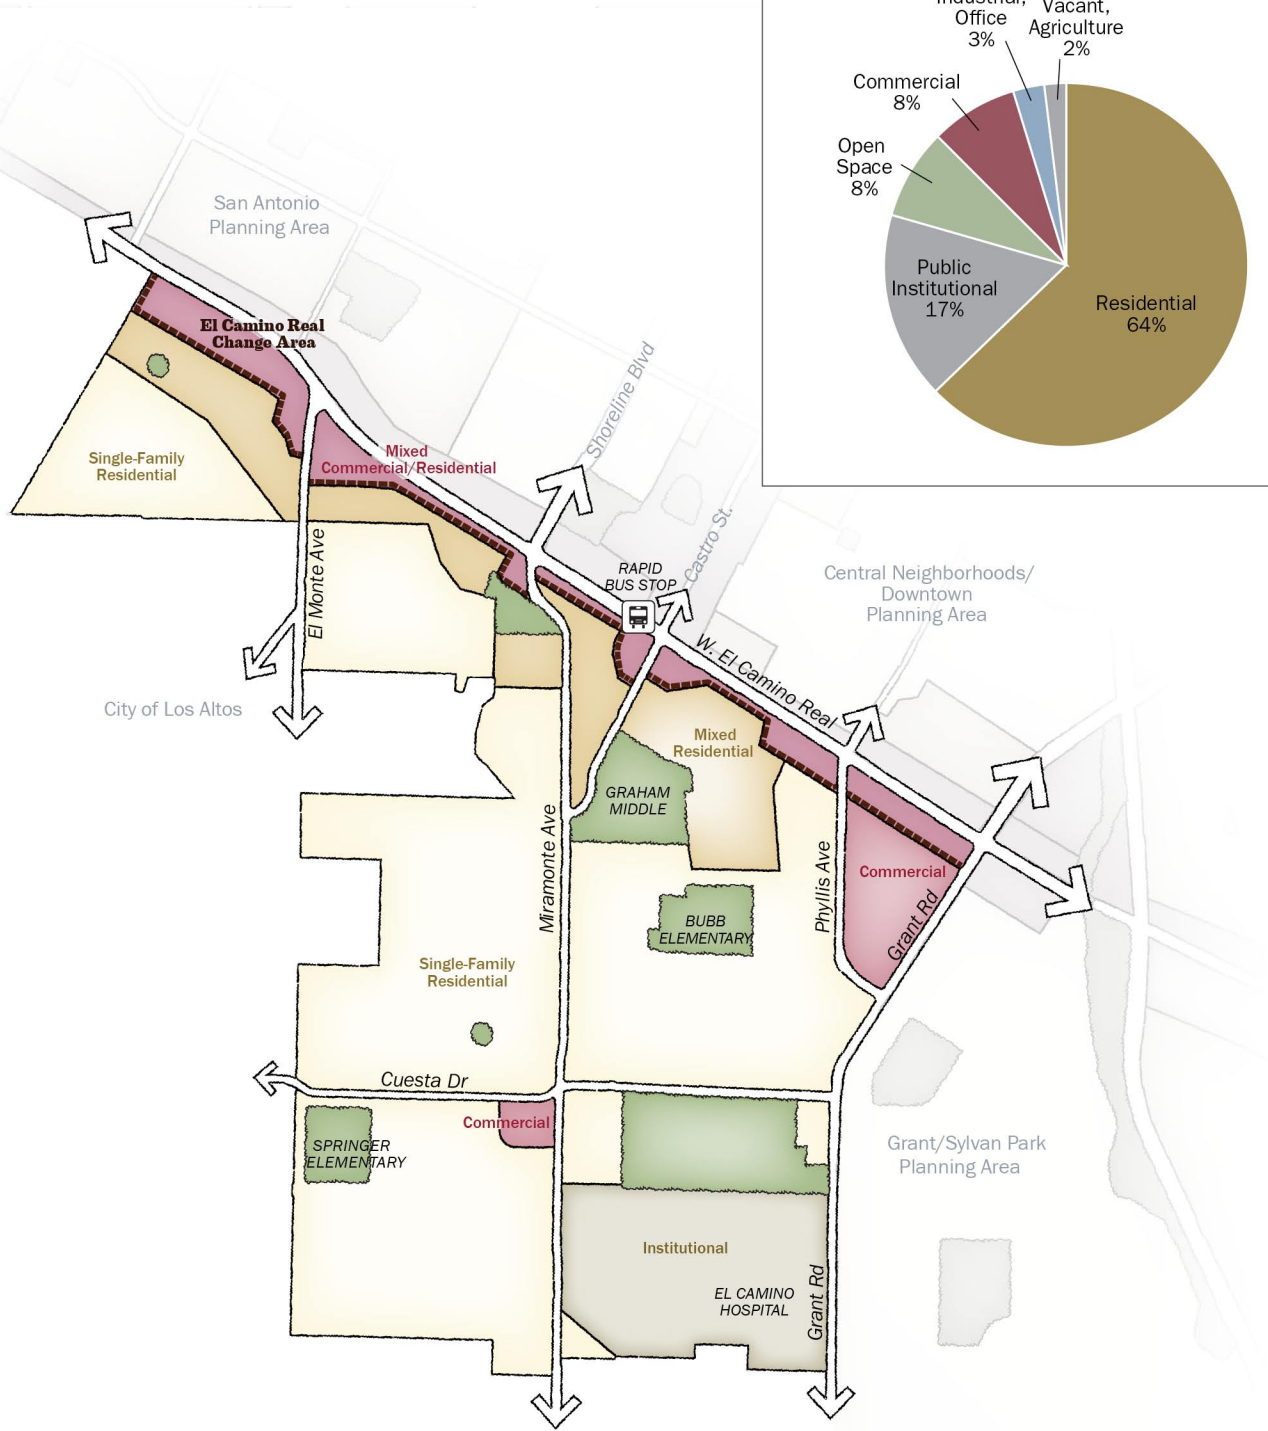 Office
3%
Vacant,
Agriculture
2%
Commercial
8%
Open
Space
8%
Public
Institutional
17%
Residential
64%
San Antonio
Planning Area
El Camino Real
Change Area
Shoreline Blvd
Mixed
Commercial/Residential
Single-Family
Residential
El Monte Ave
RAPID
BUS STOP
Castro St.
Central Neighborhoods/
Downtown
Planning Area
W. El Camino Real
City of Los Altos
Mixed
Residential
GRAHAM
MIDDLE
Miramonte Ave
Phyllis Ave
Commercial
Grant Rd
BUBB
ELEMENTARY
Single-Family
Residential
Cuesta Dr
Commercial
SPRINGER
ELEMENTARY
Grant/Sylvan Park
Planning Area
Institutional
EL CAMINO
HOSPITAL
Grant Rd